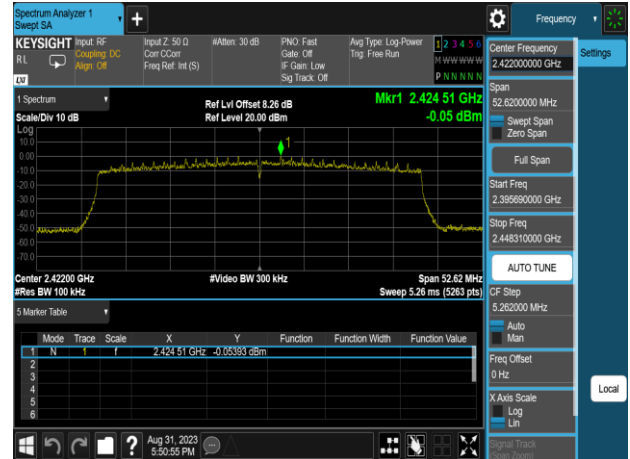 Spectrum Analyzer 1
Swept SA
Frequency
KEYSIGHT
RL
LXI
Input: RF
Coupling: DC
Align: Off
Input Z: 50 Ω
Corr CCorr
Freq Ref: Int (S)
#Atten: 30 dB
PNO: Fast
Gate: Off
IF Gain: Low
Sig Track: Off
Avg Type: Log-Power
Trig: Free Run
1 2 3 4 5 6
M W W W W W
P N N N N N
Center Frequency
2.422000000 GHz
Settings
Span
52.6200000 MHz
Swept Span
Zero Span
Full Span
Start Freq
2.395690000 GHz
Stop Freq
2.448310000 GHz
AUTO TUNE
CF Step
5.262000 MHz
Auto
Man
Freq Offset
0 Hz
X Axis Scale
Log
Lin
Signal Track
(Span Zoom)
Local
1 Spectrum
Scale/Div 10 dB
Ref Lvl Offset 8.26 dB
Ref Level 20.00 dBm
Mkr1 2.424 51 GHz
-0.05 dBm
Log
10.0
0.00
-10.0
-20.0
-30.0
-40.0
-50.0
-60.0
-70.0
1
Center 2.42200 GHz
#Res BW 100 kHz
#Video BW 300 kHz
Span 52.62 MHz
Sweep 5.26 ms (5263 pts)
5 Marker Table
Mode Trace Scale X Y Function Function Width Function Value
1 N 1 f 2.424 51 GHz -0.05393 dBm
2
3
4
5
6
Aug 31, 2023
5:50:55 PM